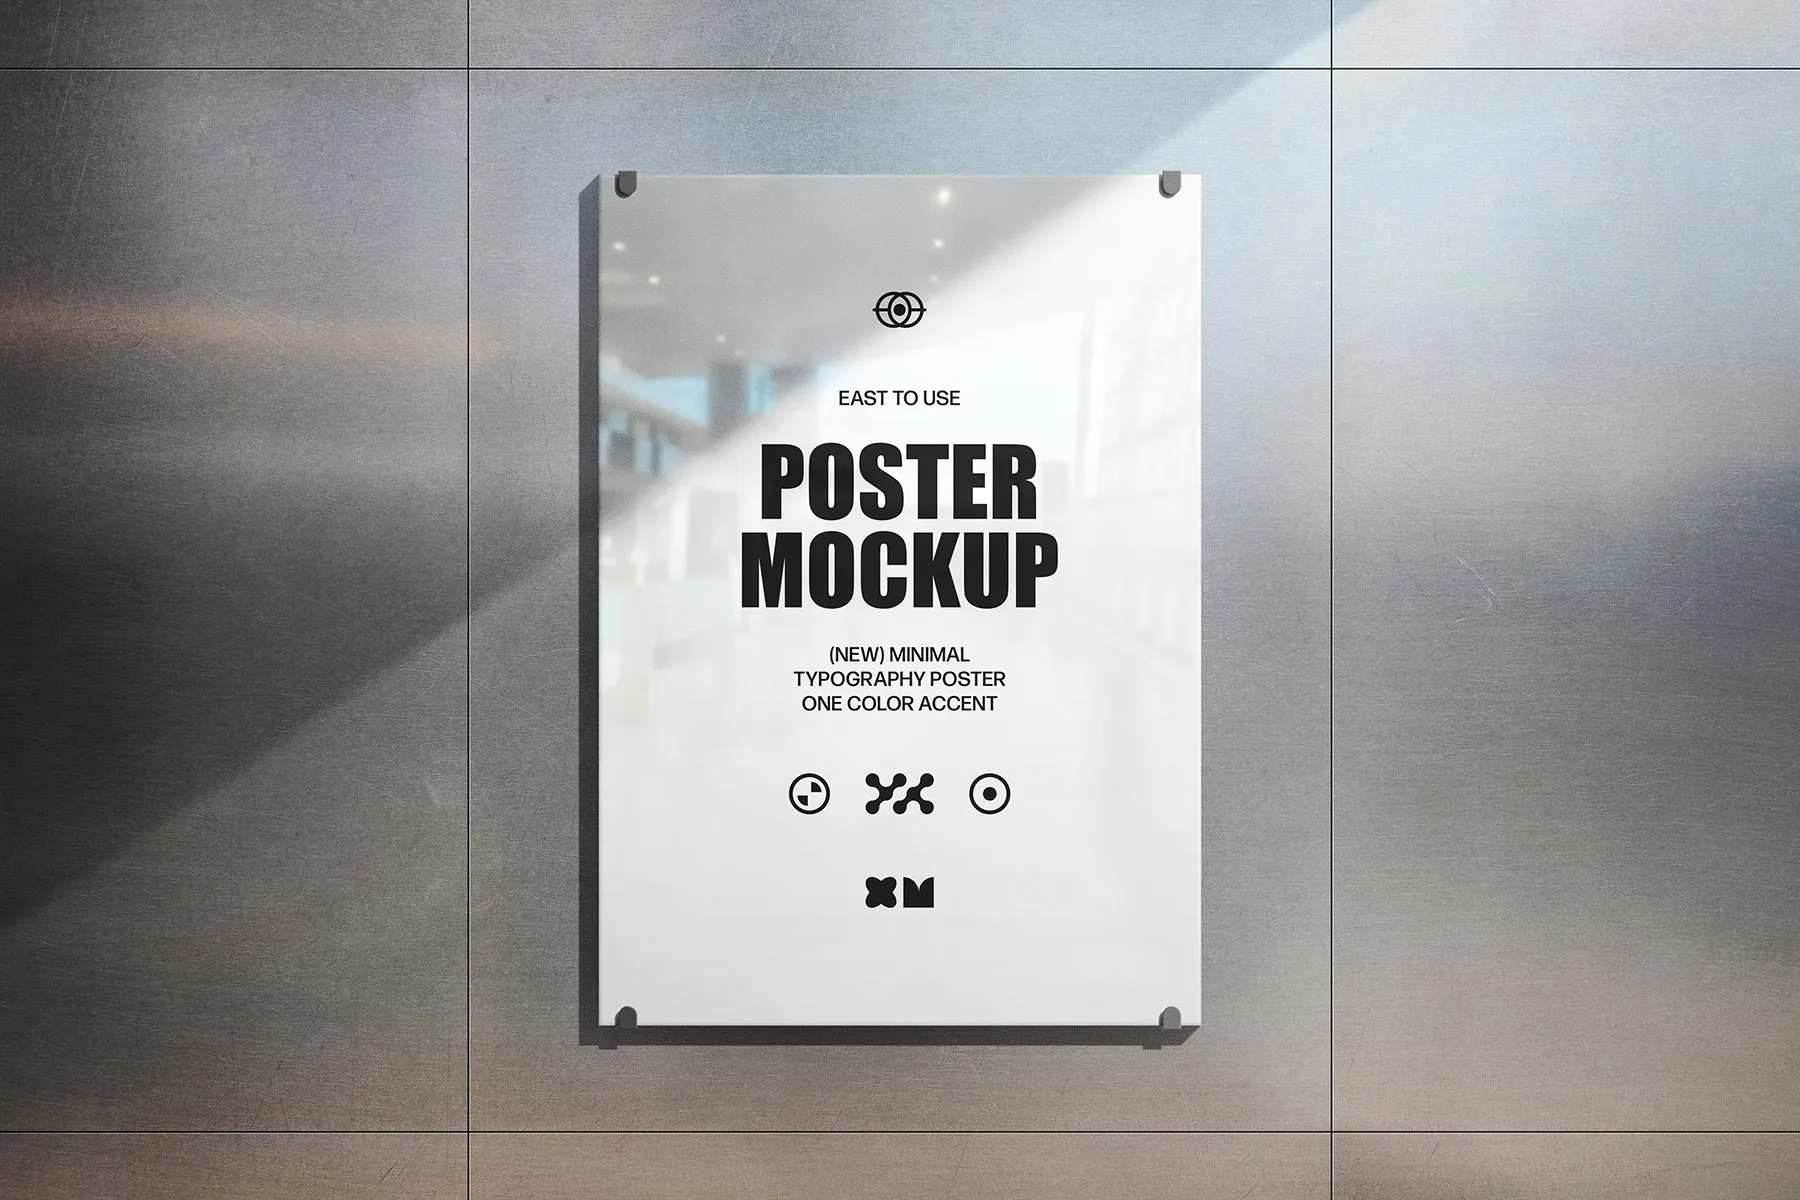 EAST TO USE
POSTER
MOCKUP
(NEW) MINIMAL
TYPOGRAPHY POSTER
ONE COLOR ACCENT